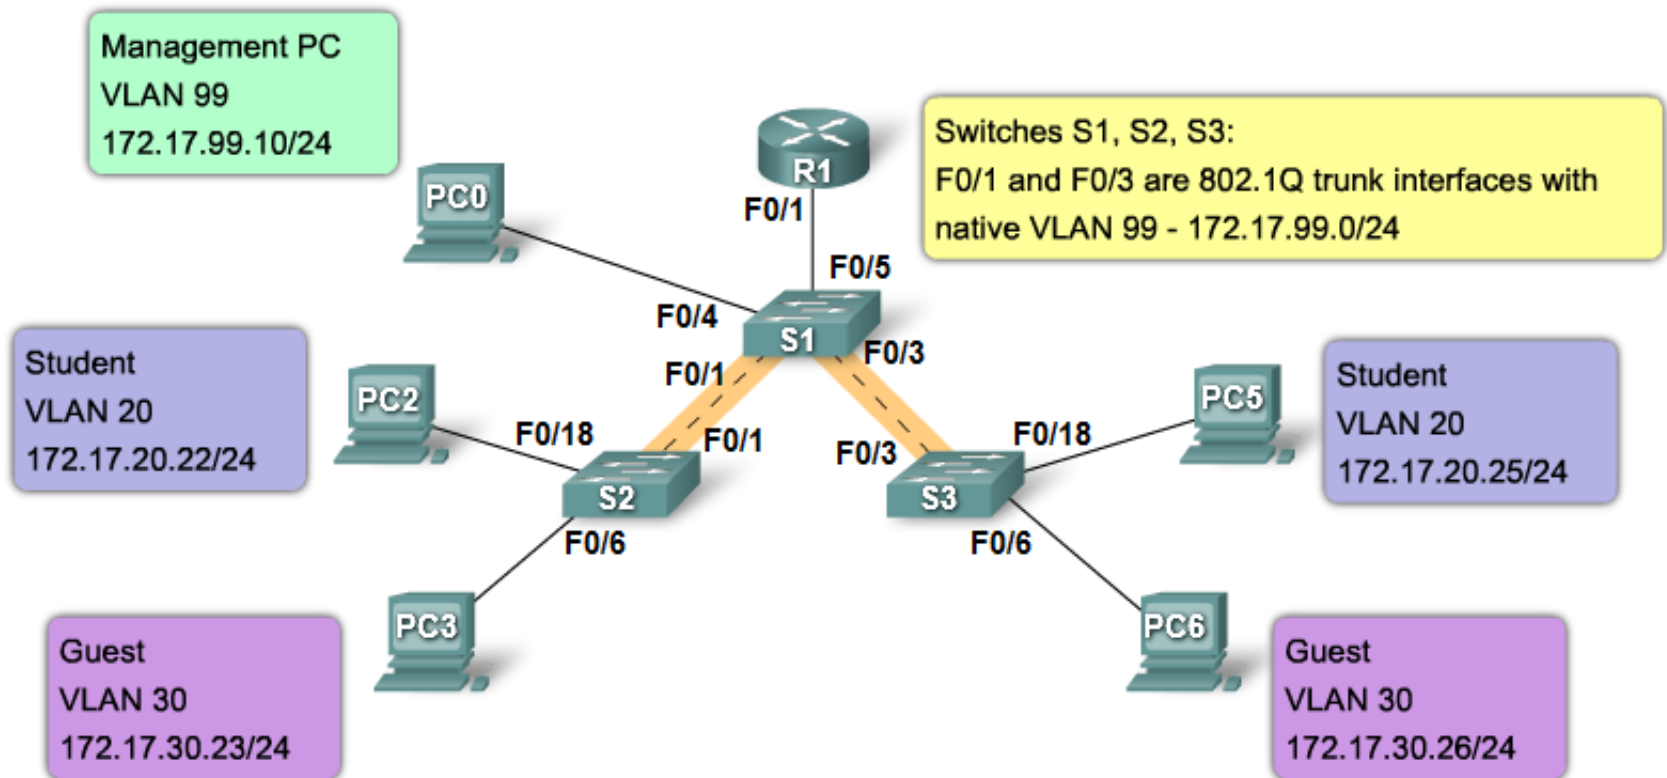 Management PC
VLAN 99
172.17.99.10/24
PC0
R1
F0/1
Switches S1, S2, S3:
F0/1 and F0/3 are 802.1Q trunk interfaces with
native VLAN 99 - 172.17.99.0/24
F0/5
F0/4
S1
F0/3
F0/1
Student
VLAN 20
172.17.20.22/24
PC2
F0/18
F0/1
S2
F0/6
F0/3
F0/18
S3
F0/6
PC5
Student
VLAN 20
172.17.20.25/24
Guest
VLAN 30
172.17.30.23/24
PC3
PC6
Guest
VLAN 30
172.17.30.26/24